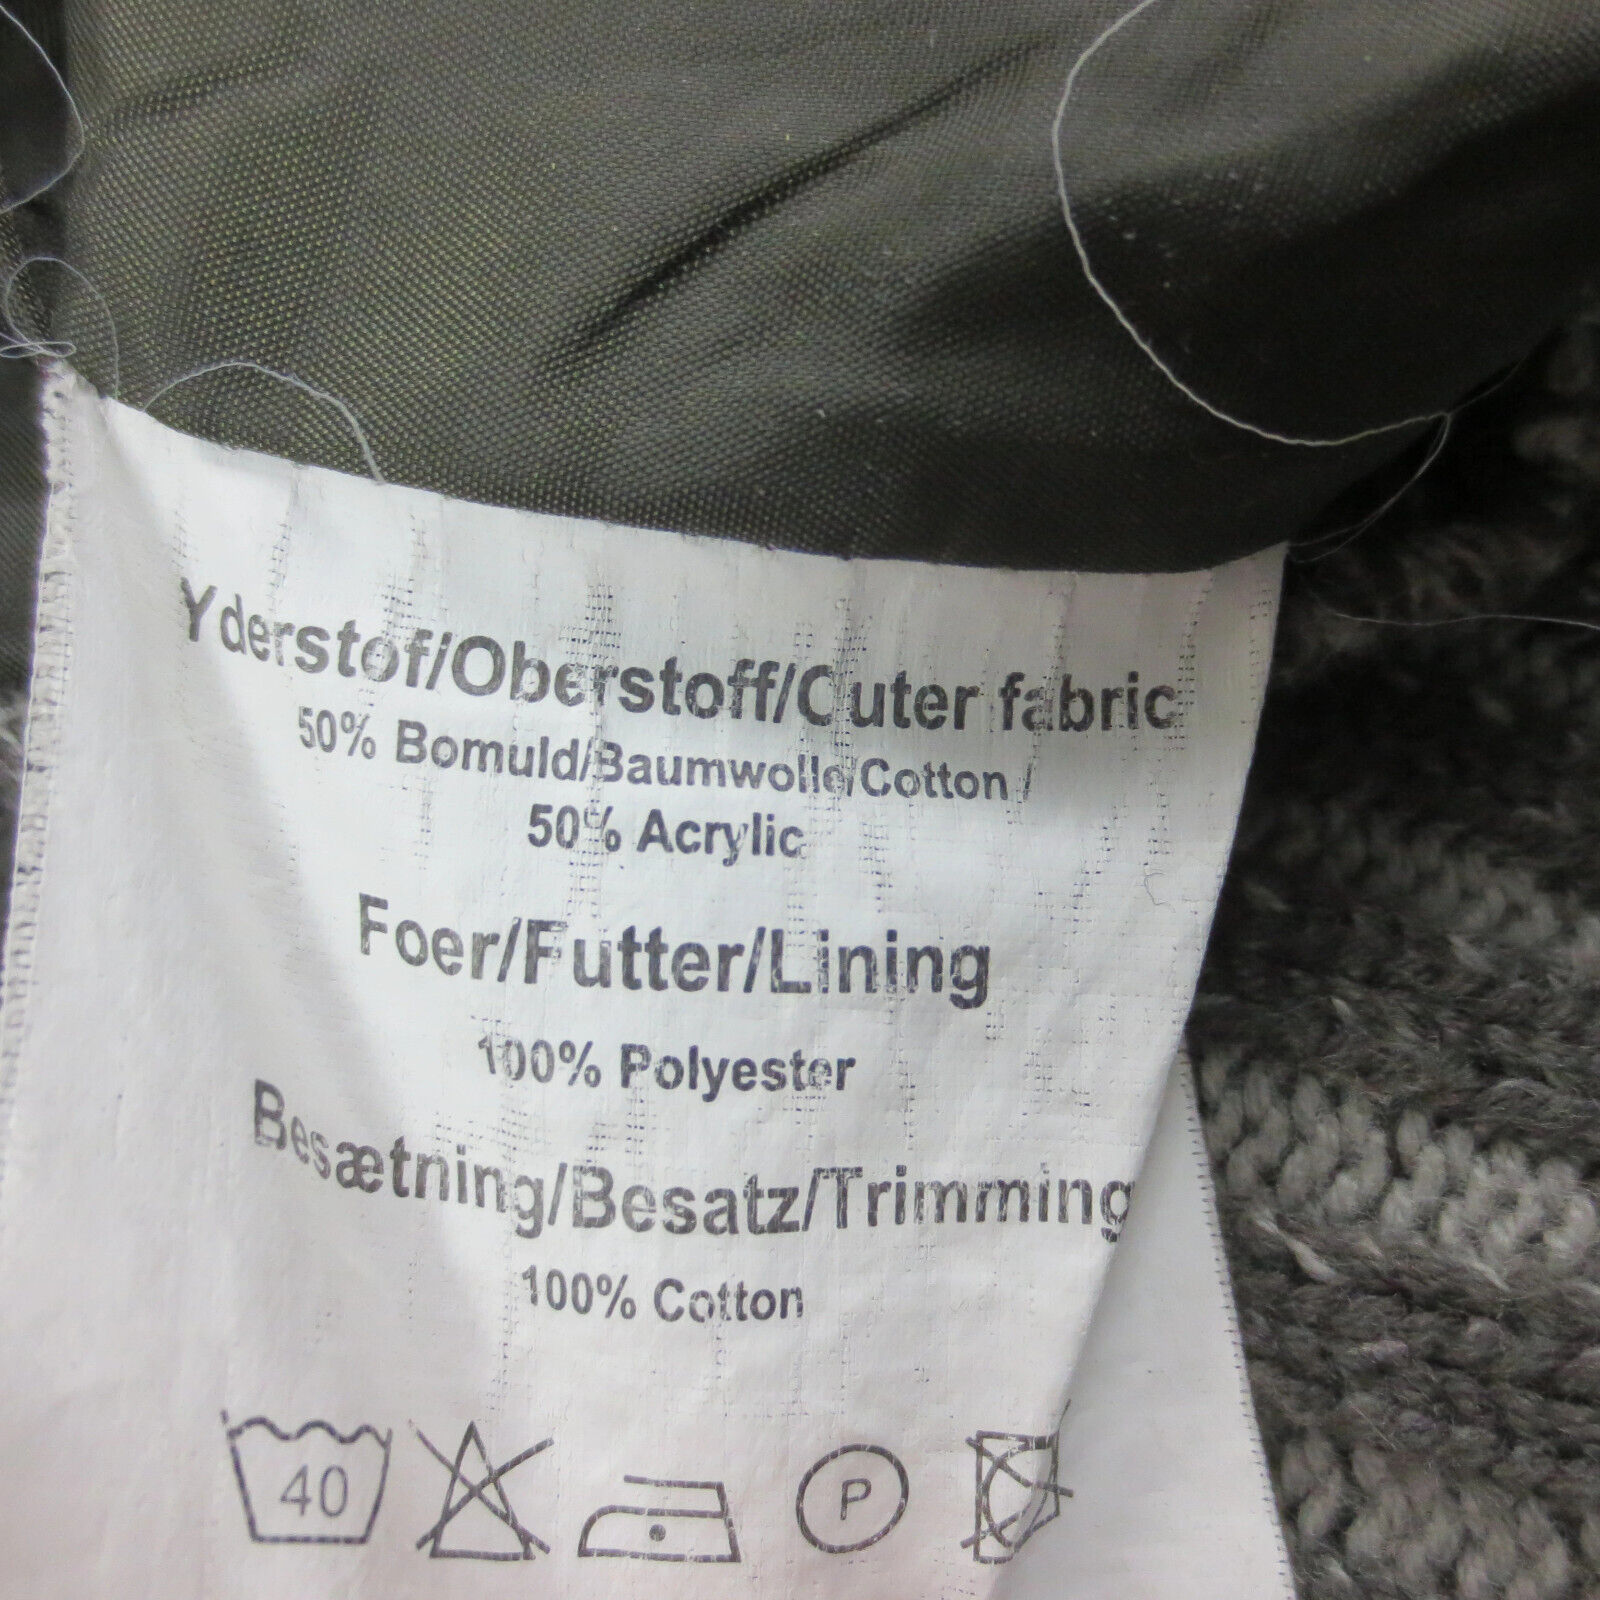 Yderstof/Oberstoff/Outer fabric
50% Bomuld/Baumwolle/Cotton /
50% Acrylic
Foer/Futter/Lining
100% Polyester
Besætning/Besatz/Trimming
100% Cotton
40 P